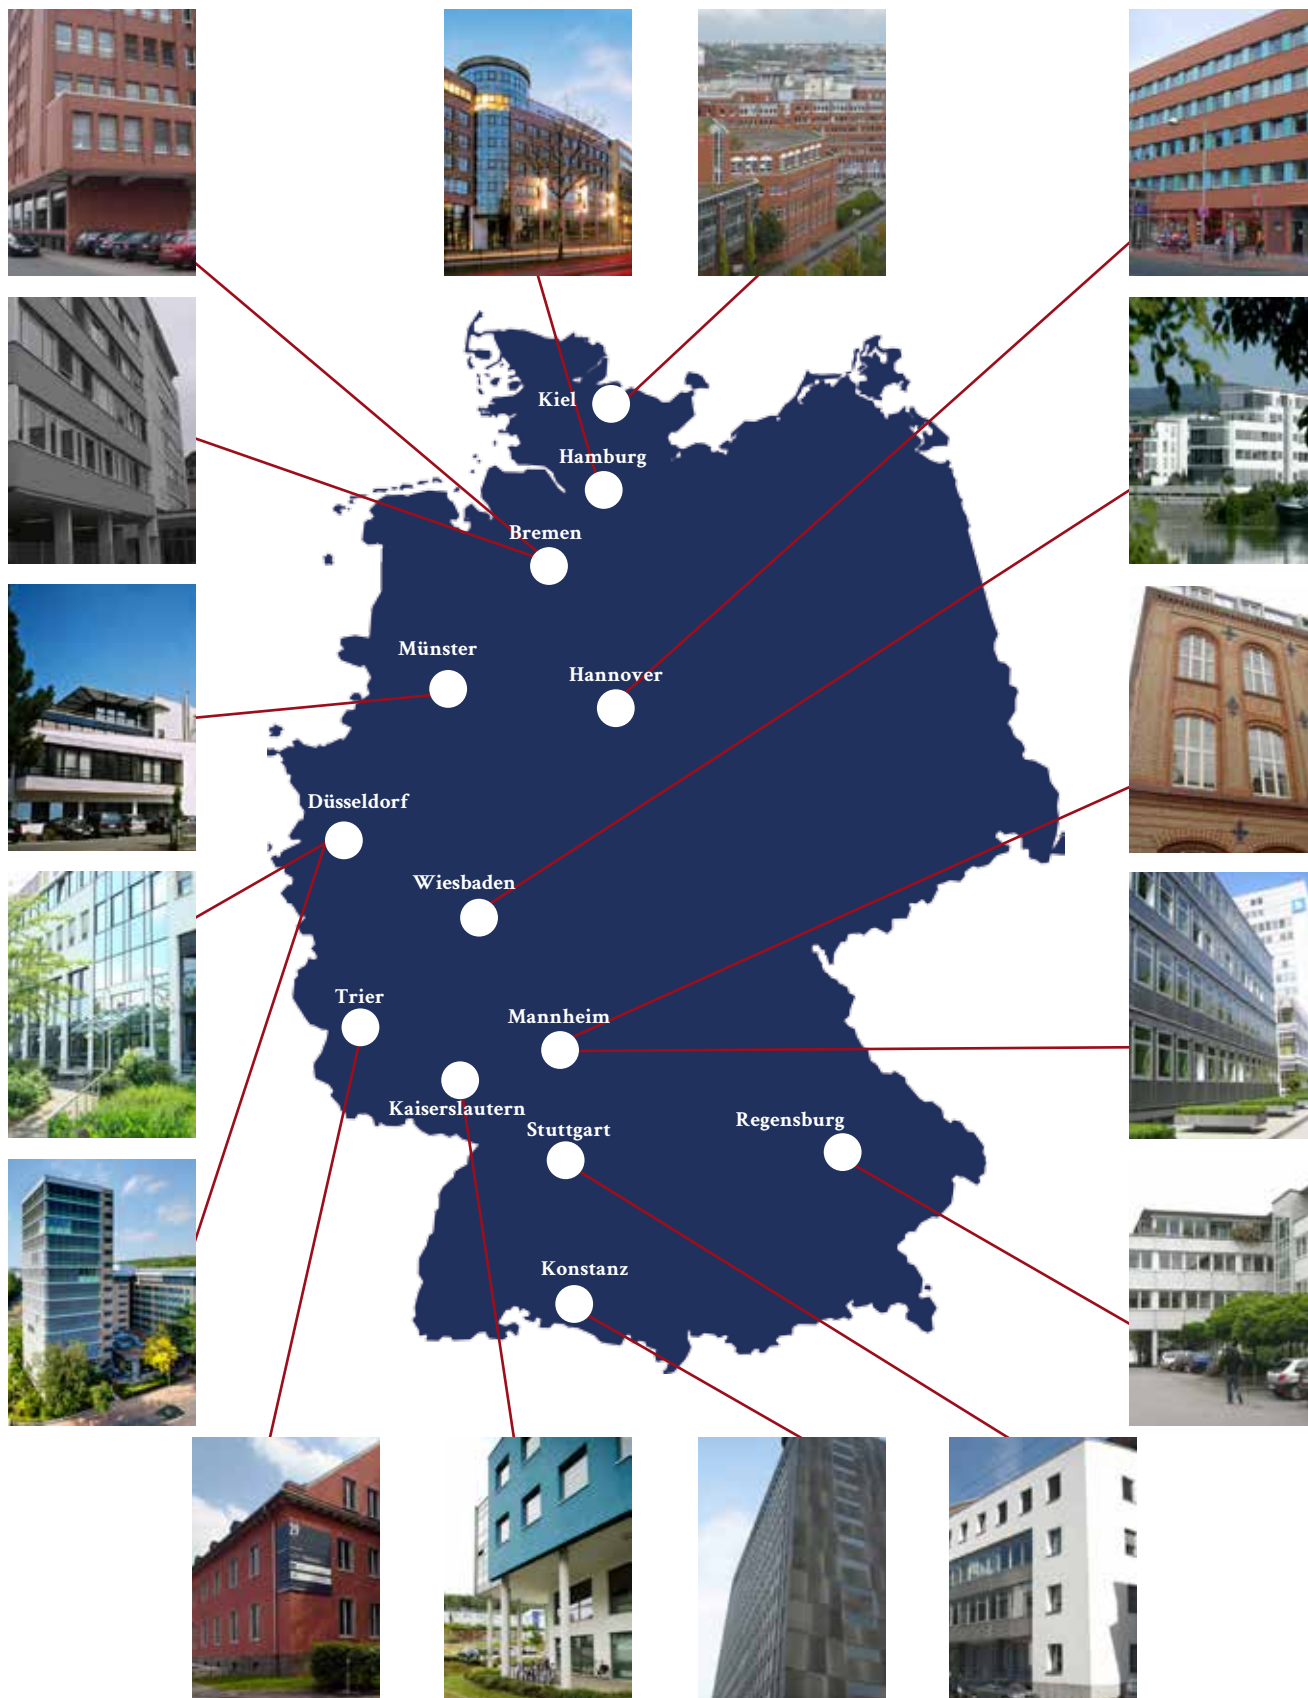 Kiel
Hamburg
Bremen
Münster
Hannover
Düsseldorf
Wiesbaden
Trier
Mannheim
Kaiserslautern
Stuttgart
Regensburg
Konstanz